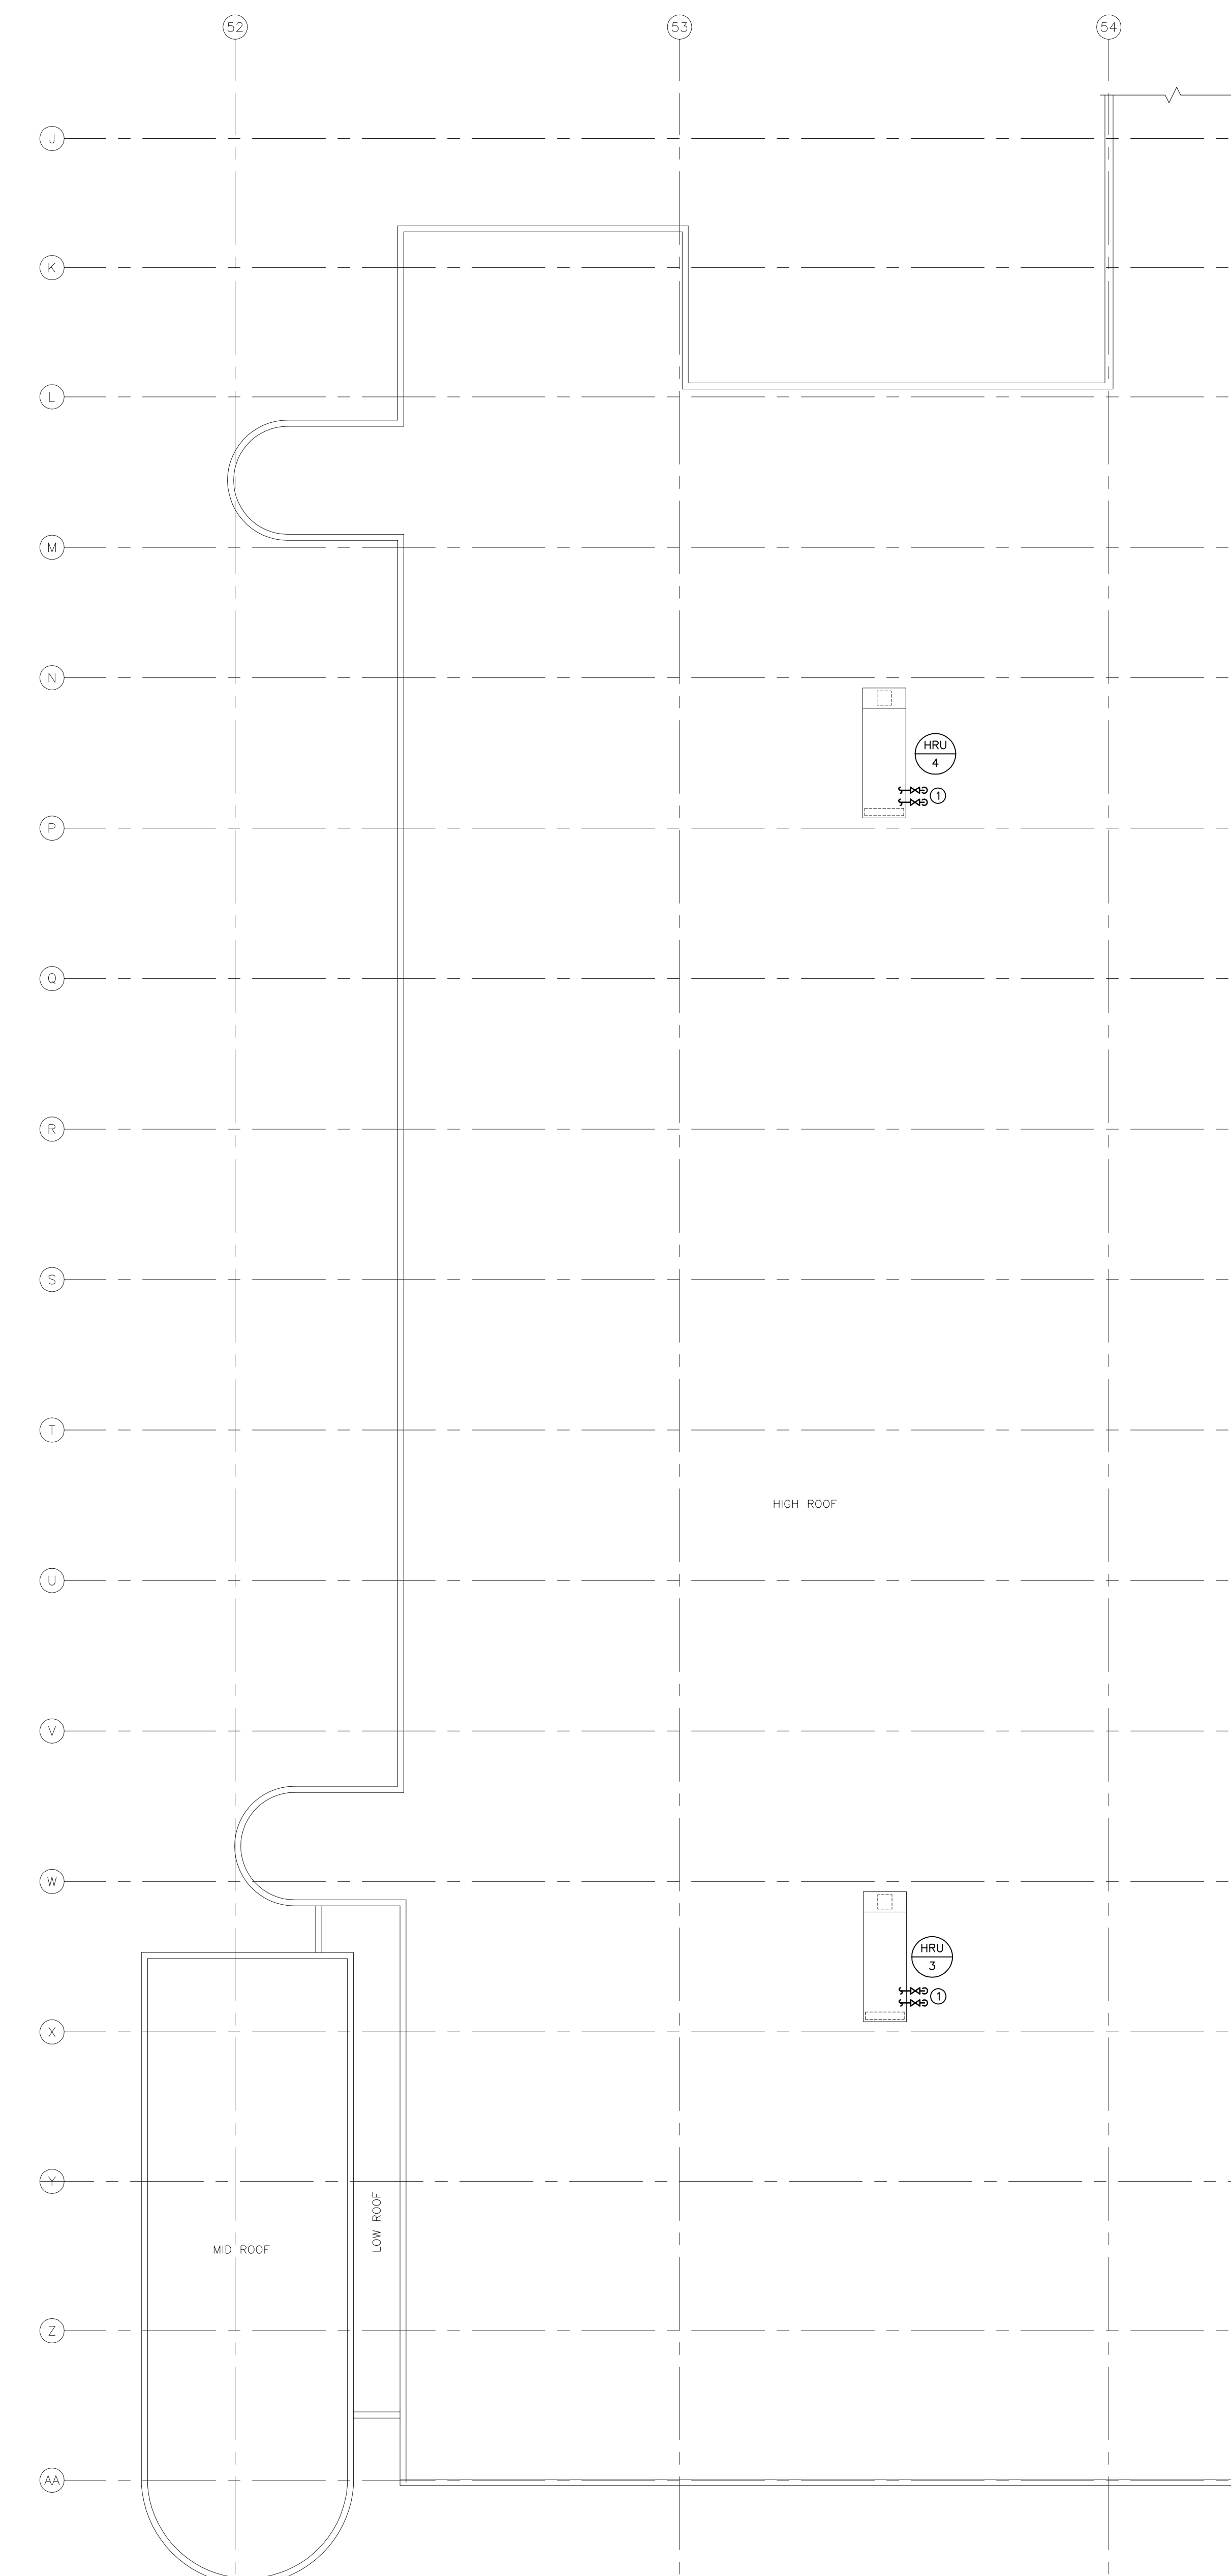 52
53
54
J
K
L
M
N
HRU
4
1
P
Q
R
S
T
HIGH ROOF
U
V
W
HRU
3
1
X
Y
LOW ROOF
MID ROOF
Z
AA